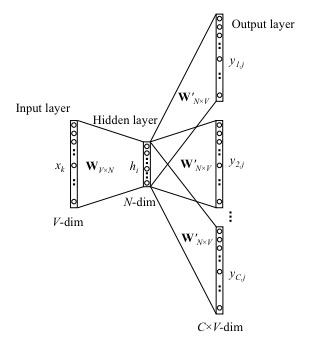 Output layer
y1,j
W'N×V
Input layer
Hidden layer
xk
WV×N
hi
W'N×V
y2,j
N-dim
V-dim
W'N×V
yC,j
C×V-dim